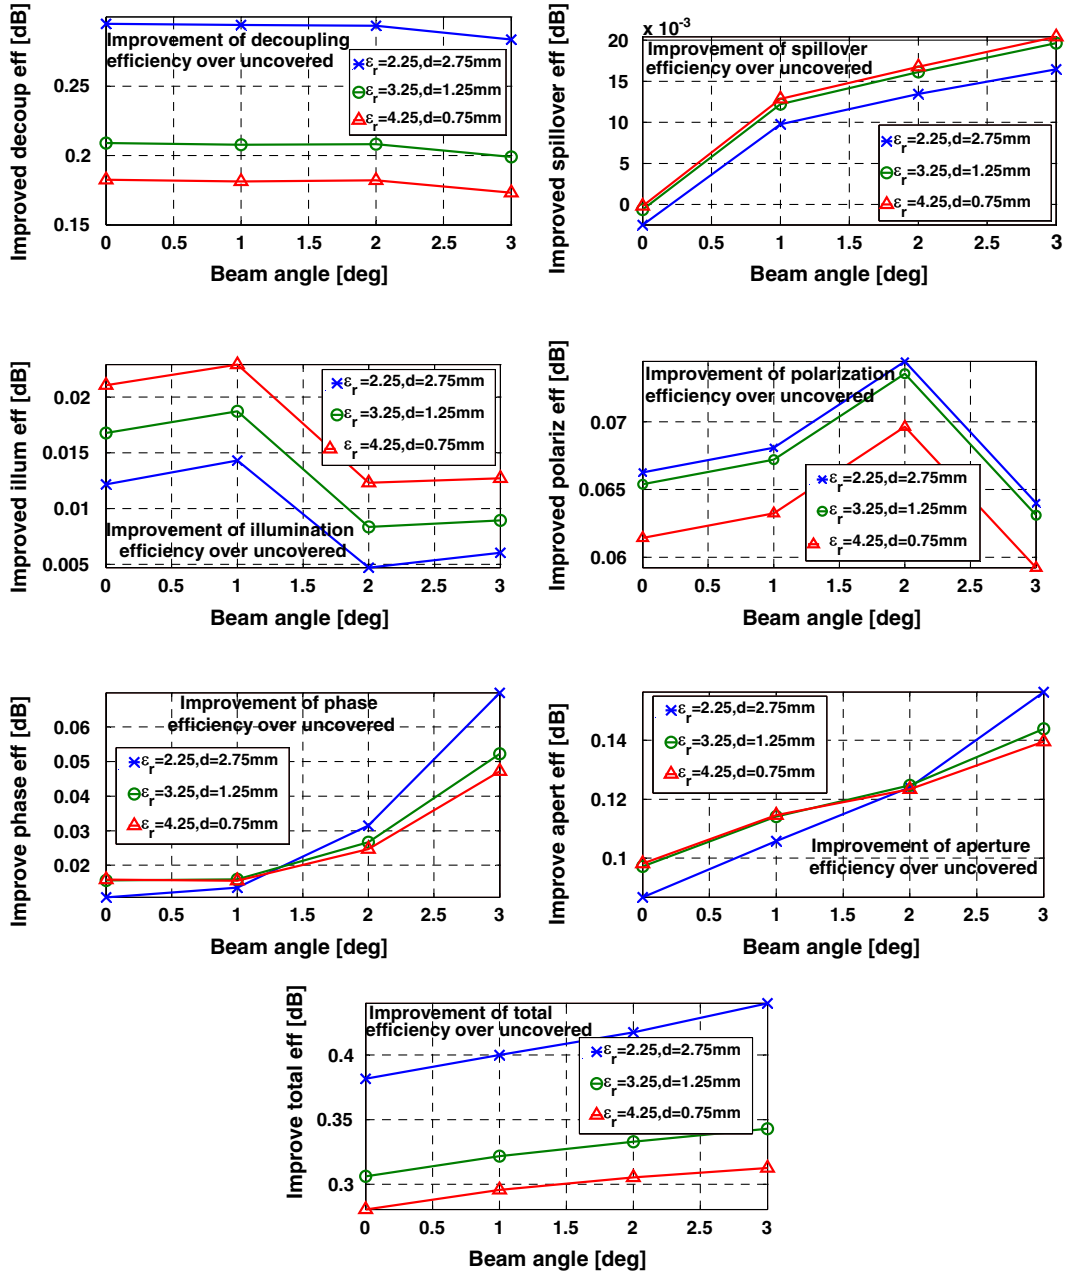 Improved decoup eff [dB]
Improvement of decoupling
efficiency over uncovered
εr=2.25,d=2.75mm
εr=3.25,d=1.25mm
εr=4.25,d=0.75mm
0.25
0.2
0.15
0 0.5 1 1.5 2 2.5 3
Beam angle [deg]
Improved spillover eff [dB]
x 10-3
Improvement of spillover
efficiency over uncovered
εr=2.25,d=2.75mm
εr=3.25,d=1.25mm
εr=4.25,d=0.75mm
20
15
10
5
0
0 0.5 1 1.5 2 2.5 3
Beam angle [deg]
Improved illum eff [dB]
εr=2.25,d=2.75mm
εr=3.25,d=1.25mm
εr=4.25,d=0.75mm
Improvement of illumination
efficiency over uncovered
0.02
0.015
0.01
0.005
0 0.5 1 1.5 2 2.5 3
Beam angle [deg]
Improved polariz eff [dB]
Improvement of polarization
efficiency over uncovered
εr=2.25,d=2.75mm
εr=3.25,d=1.25mm
εr=4.25,d=0.75mm
0.07
0.065
0.06
0 0.5 1 1.5 2 2.5 3
Beam angle [deg]
Improve phase eff [dB]
Improvement of phase
efficiency over uncovered
εr=2.25,d=2.75mm
εr=3.25,d=1.25mm
εr=4.25,d=0.75mm
0.06
0.05
0.04
0.03
0.02
0 0.5 1 1.5 2 2.5 3
Beam angle [deg]
Improve apert eff [dB]
εr=2.25,d=2.75mm
εr=3.25,d=1.25mm
εr=4.25,d=0.75mm
Improvement of aperture
efficiency over uncovered
0.14
0.12
0.1
0 0.5 1 1.5 2 2.5 3
Beam angle [deg]
Improve total eff [dB]
Improvement of total
efficiency over uncovered
εr=2.25,d=2.75mm
εr=3.25,d=1.25mm
εr=4.25,d=0.75mm
0.4
0.35
0.3
0 0.5 1 1.5 2 2.5 3
Beam angle [deg]